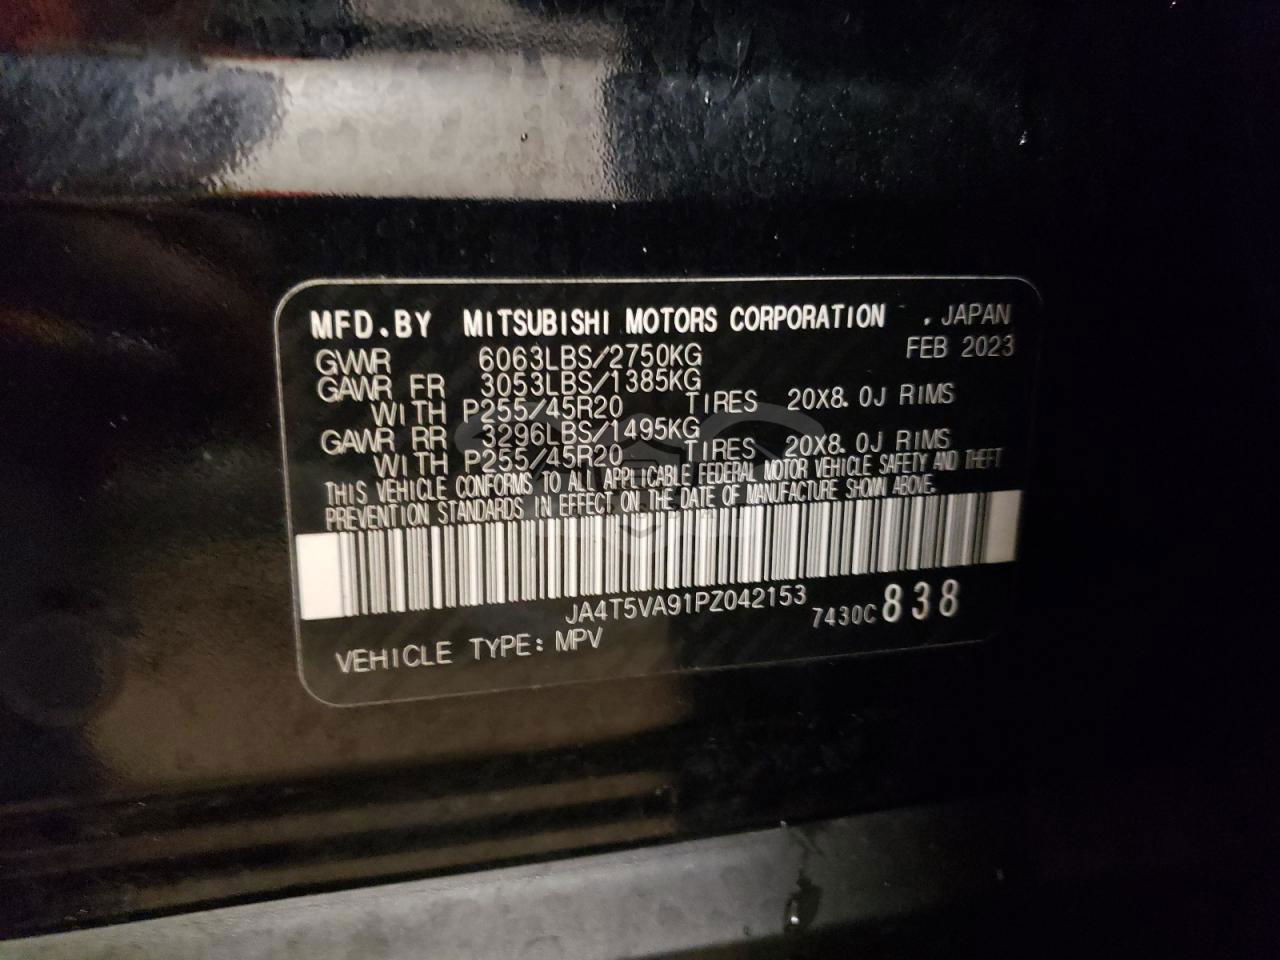 MFD.BY MITSUBISHI MOTORS CORPORATION , JAPAN
FEB 2023
GVWR 6063LBS/2750KG
GAWR FR 3053LBS/1385KG
WITH P255/45R20 TIRES 20X8.0J RIMS
GAWR RR 3296LBS/1495KG
WITH P255/45R20 TIRES 20X8.0J RIMS
THIS VEHICLE CONFORMS TO ALL APPLICABLE FEDERAL MOTOR VEHICLE SAFETY AND THEFT
PREVENTION STANDARDS IN EFFECT ON THE DATE OF MANUFACTURE SHOWN ABOVE.
JA4T5VA91PZ042153
7430C 838
VEHICLE TYPE: MPV